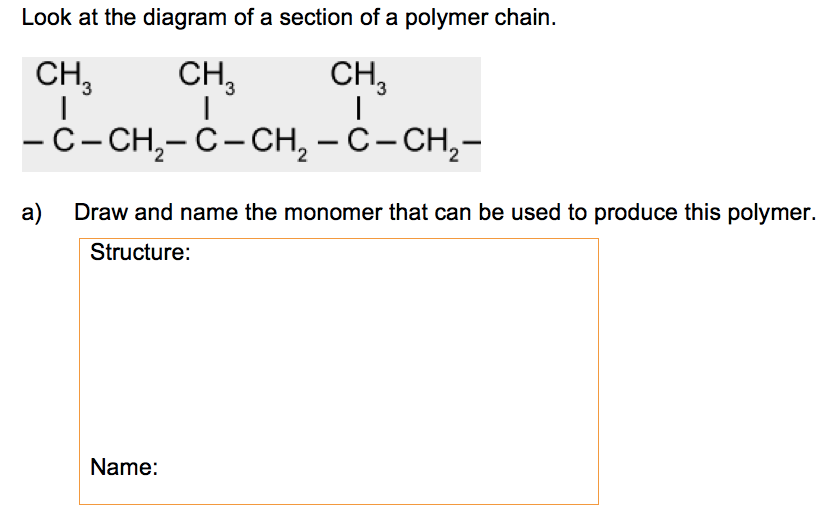 Look at the diagram of a section of a polymer chain.
CH₃ CH₃ CH₃
| | |
– C – CH₂ – C – CH₂ – C – CH₂ –
a) Draw and name the monomer that can be used to produce this polymer.
Structure:
Name: